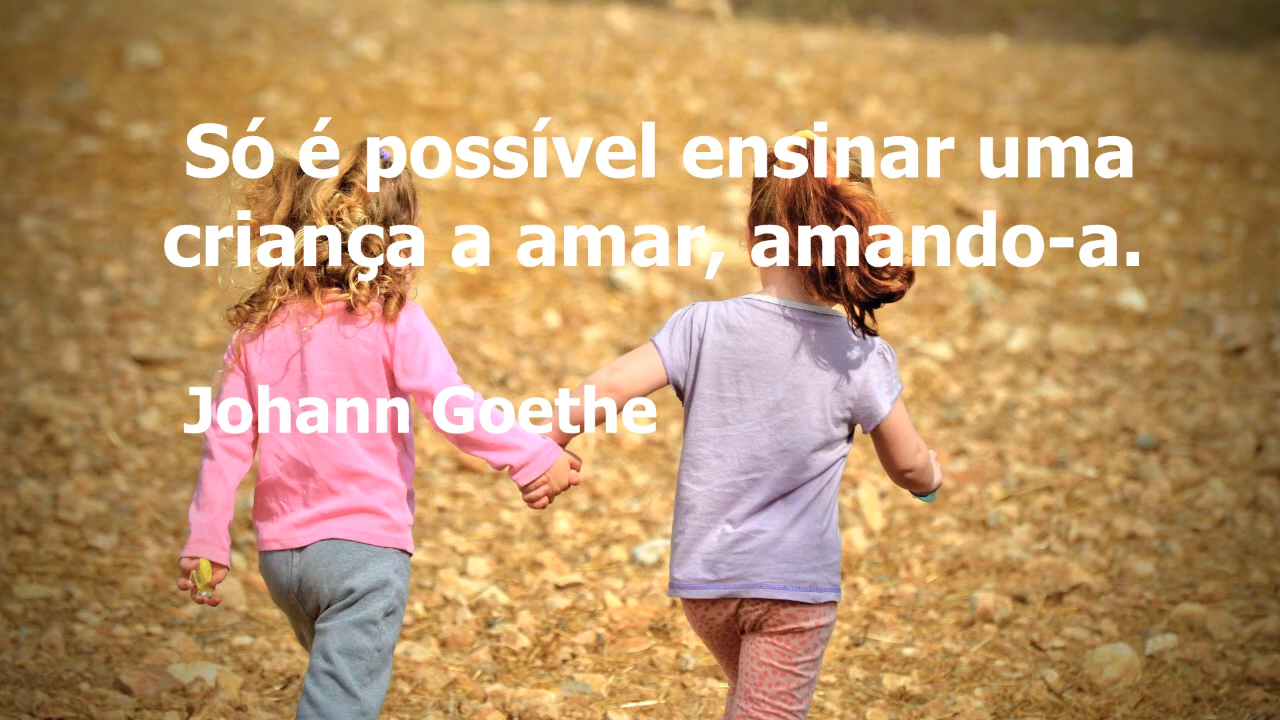 Só é possível ensinar uma
criança a amar, amando-a.
Johann Goethe